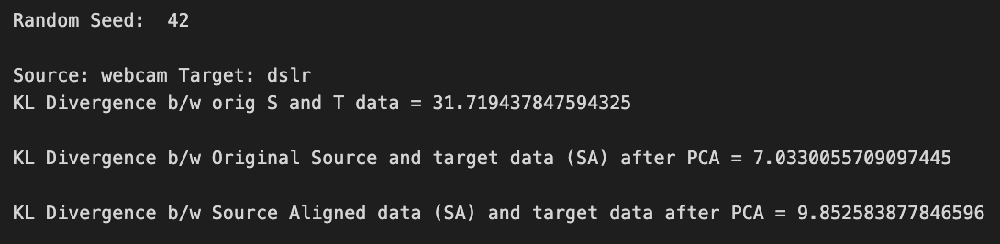 Random Seed:  42
Source: webcam Target: dslr
KL Divergence b/w orig S and T data = 31.719437847594325
KL Divergence b/w Original Source and target data (SA) after PCA = 7.0330055709097445
KL Divergence b/w Source Aligned data (SA) and target data after PCA = 9.852583877846596